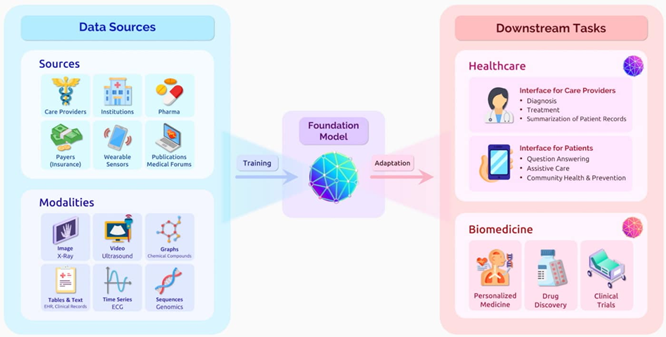 Data Sources
Sources
Care Providers
Institutions
Pharma
Payers
(Insurance)
Wearable
Sensors
Publications
Medical Forums
Modalities
Image
X-Ray
Video
Ultrasound
Graphs
Chemical Compounds
Tables & Text
EHR, Clinical Records
Time Series
ECG
Sequences
Genomics
Training
Foundation
Model
Adaptation
Downstream Tasks
Healthcare
Interface for Care Providers
• Diagnosis
• Treatment
• Summarization of Patient Records
Interface for Patients
• Question Answering
• Assistive Care
• Community Health & Prevention
Biomedicine
Personalized
Medicine
Drug
Discovery
Clinical
Trials